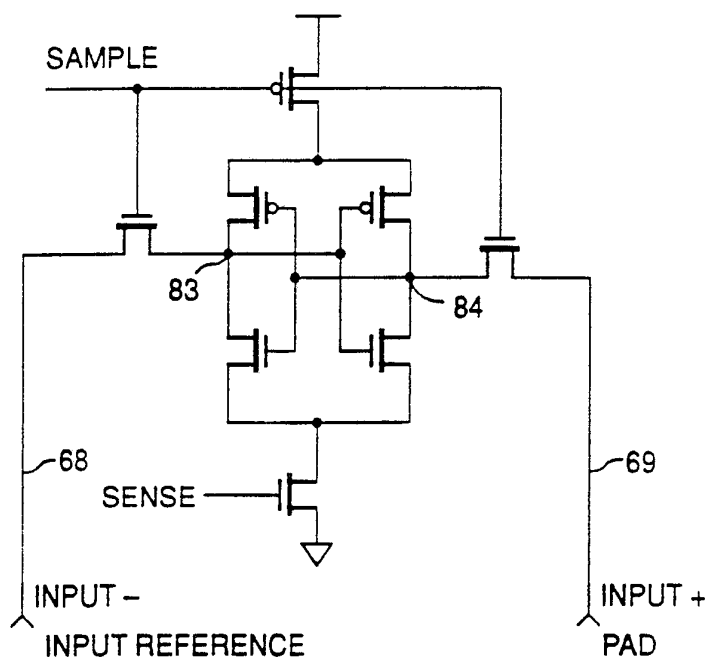 SAMPLE
83
84
68
69
SENSE
INPUT –
INPUT REFERENCE
INPUT +
PAD